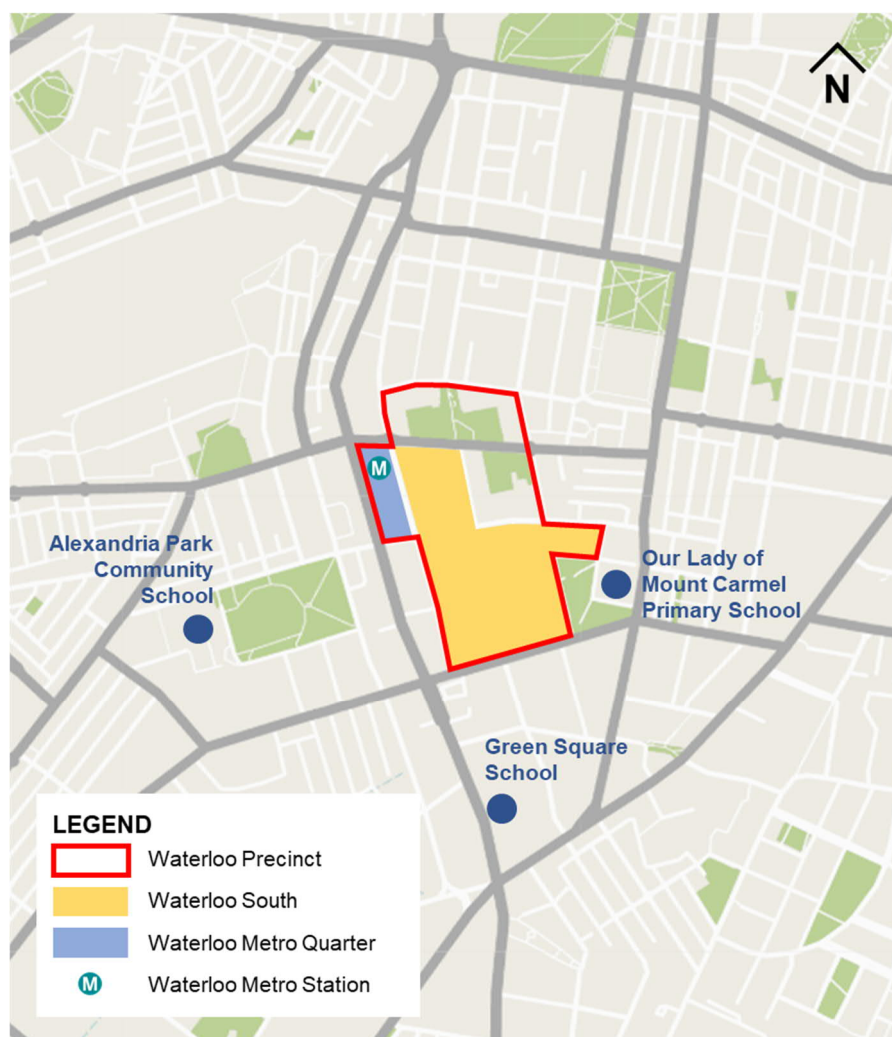 N
M
Alexandria Park
Community
School
Our Lady of
Mount Carmel
Primary School
Green Square
School
LEGEND
Waterloo Precinct
Waterloo South
Waterloo Metro Quarter
M Waterloo Metro Station